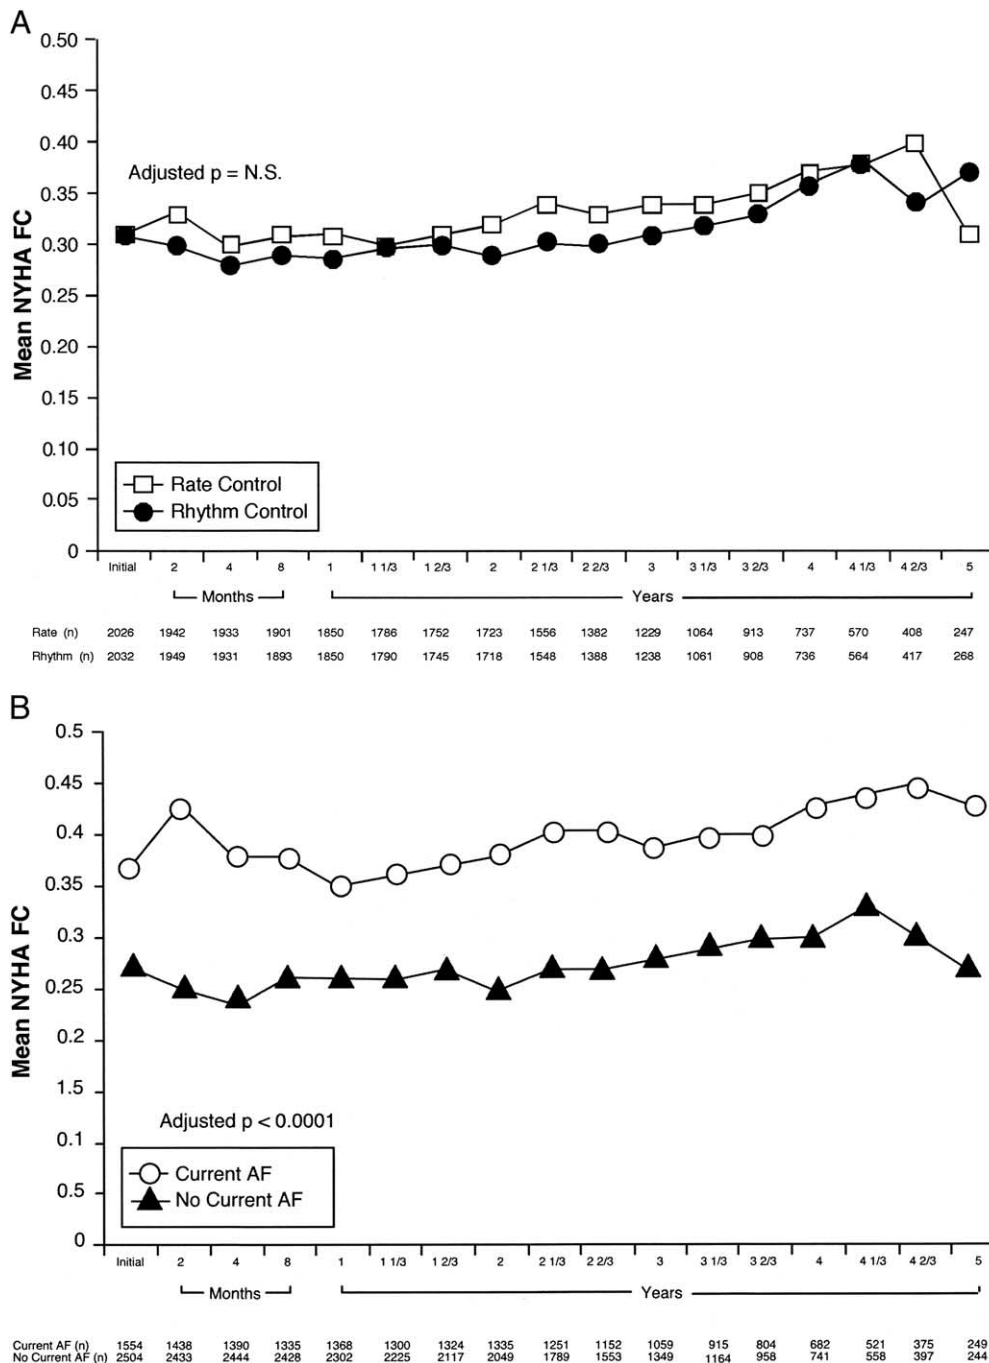 A
0.50
0.45
0.40
0.35
0.30
0.25
0.20
0.15
0.10
0.05
0
Mean NYHA FC
Adjusted p = N.S.
Rate Control
Rhythm Control
Initial 2 4 8 1 1 1/3 1 2/3 2 2 1/3 2 2/3 3 3 1/3 3 2/3 4 4 1/3 4 2/3 5
Months Years
Rate (n) 2026 1942 1933 1901 1850 1786 1752 1723 1556 1382 1229 1064 913 737 570 408 247
Rhythm (n) 2032 1949 1931 1893 1850 1790 1745 1718 1548 1388 1238 1061 908 736 564 417 268
B
0.5
0.45
0.4
0.35
0.3
0.25
0.2
1.5
0.1
0.5
0
Mean NYHA FC
Adjusted p < 0.0001
Current AF
No Current AF
Initial 2 4 8 1 1 1/3 1 2/3 2 2 1/3 2 2/3 3 3 1/3 3 2/3 4 4 1/3 4 2/3 5
Months Years
Current AF (n) 1554 1438 1390 1335 1368 1300 1324 1335 1251 1152 1059 915 804 682 521 375 249
No Current AF (n) 2504 2433 2444 2428 2302 2225 2117 2049 1789 1553 1349 1164 958 741 558 397 244